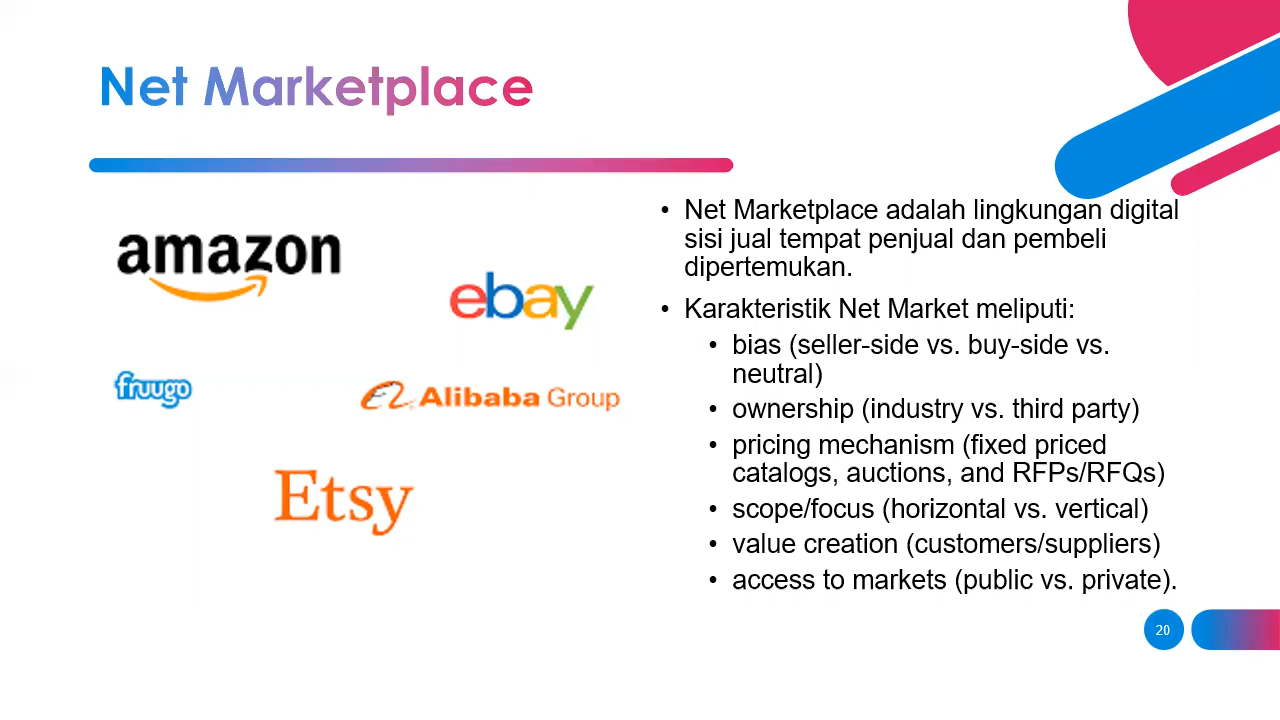 Net Marketplace
amazon
ebay
fruugo
Alibaba Group
Etsy
• Net Marketplace adalah lingkungan digital
sisi jual tempat penjual dan pembeli
dipertemukan.
• Karakteristik Net Market meliputi:
• bias (seller-side vs. buy-side vs.
neutral)
• ownership (industry vs. third party)
• pricing mechanism (fixed priced
catalogs, auctions, and RFPs/RFQs)
• scope/focus (horizontal vs. vertical)
• value creation (customers/suppliers)
• access to markets (public vs. private).
20